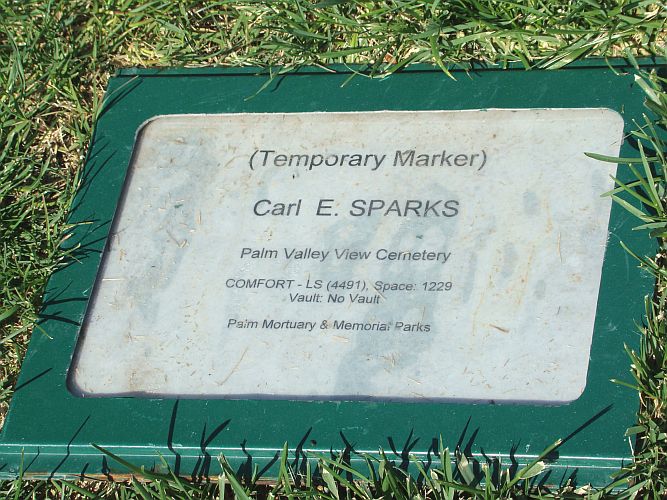 (Temporary Marker)
Carl E. SPARKS
Palm Valley View Cemetery
COMFORT - LS (4491), Space: 1229
Vault: No Vault
Palm Mortuary & Memorial Parks